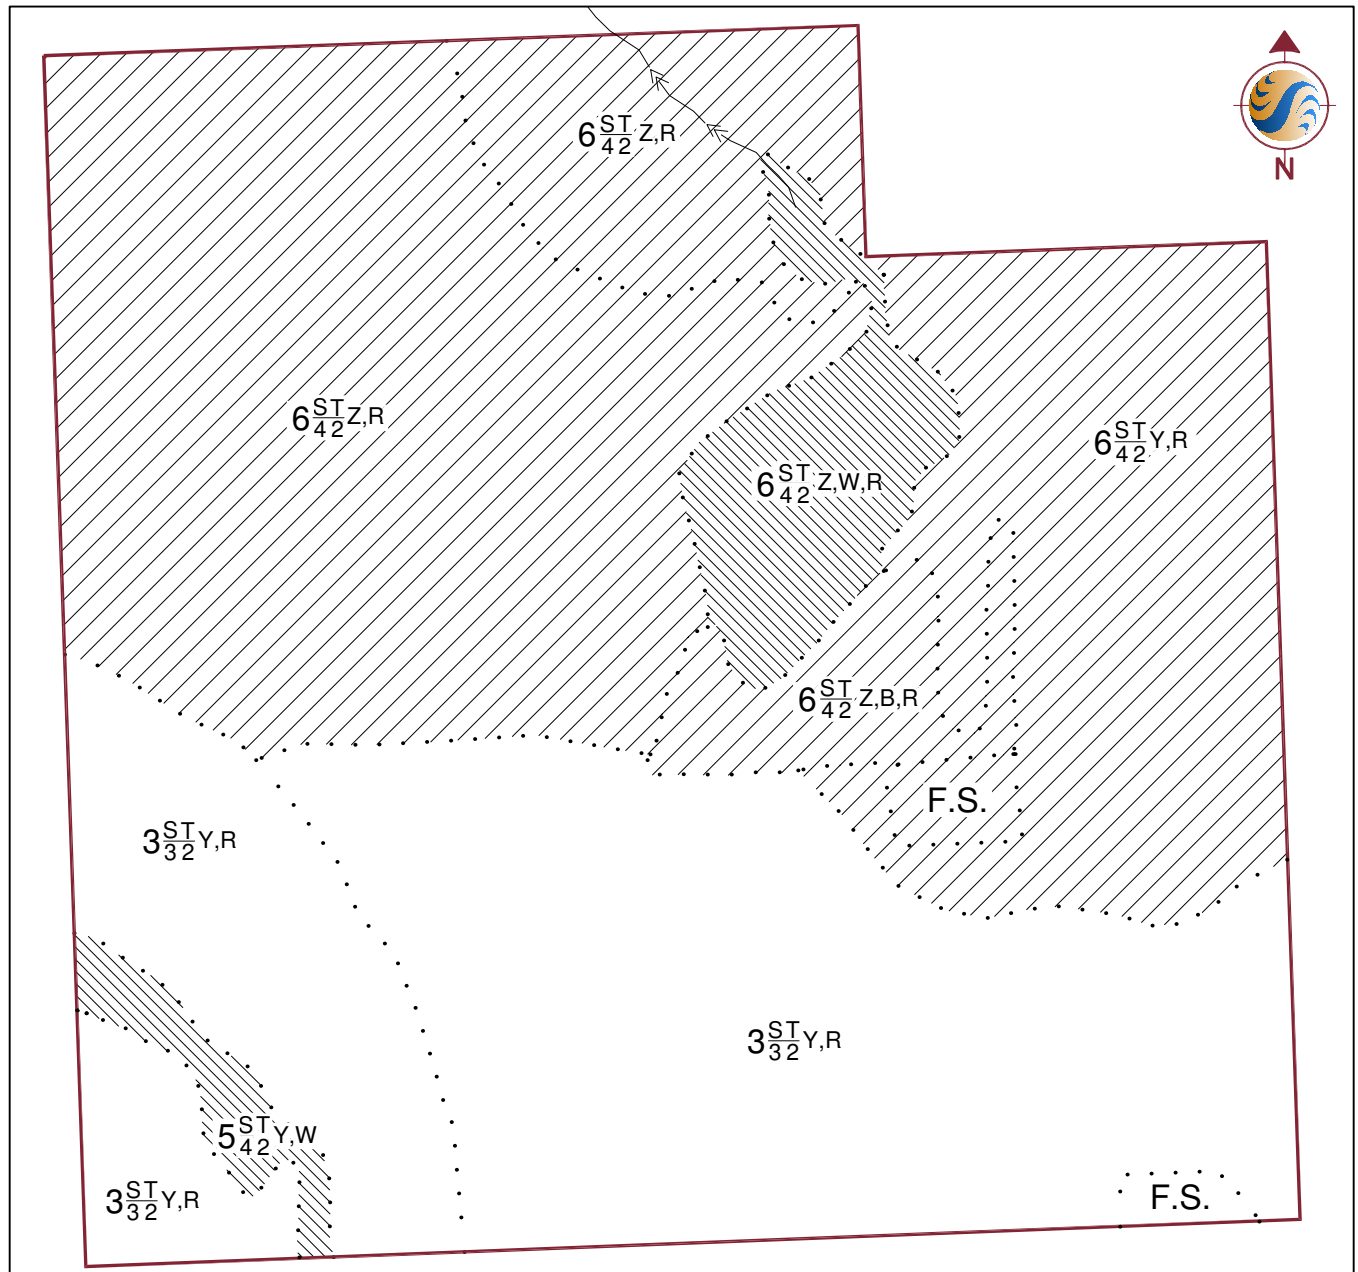 6 ST/42 Z,R
N
6 ST/42 Z,R
6 ST/42 Y,R
6 ST/42 Z,W,R
6 ST/42 Z,B,R
F.S.
3 ST/32 Y,R
3 ST/32 Y,R
5 ST/42 Y,W
3 ST/32 Y,R
F.S.